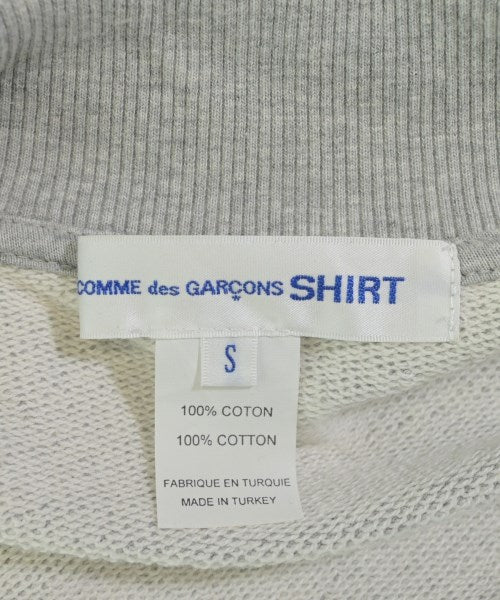 COMME des GARÇONS SHIRT
S
100% COTON
100% COTTON
FABRIQUE EN TURQUIE
MADE IN TURKEY